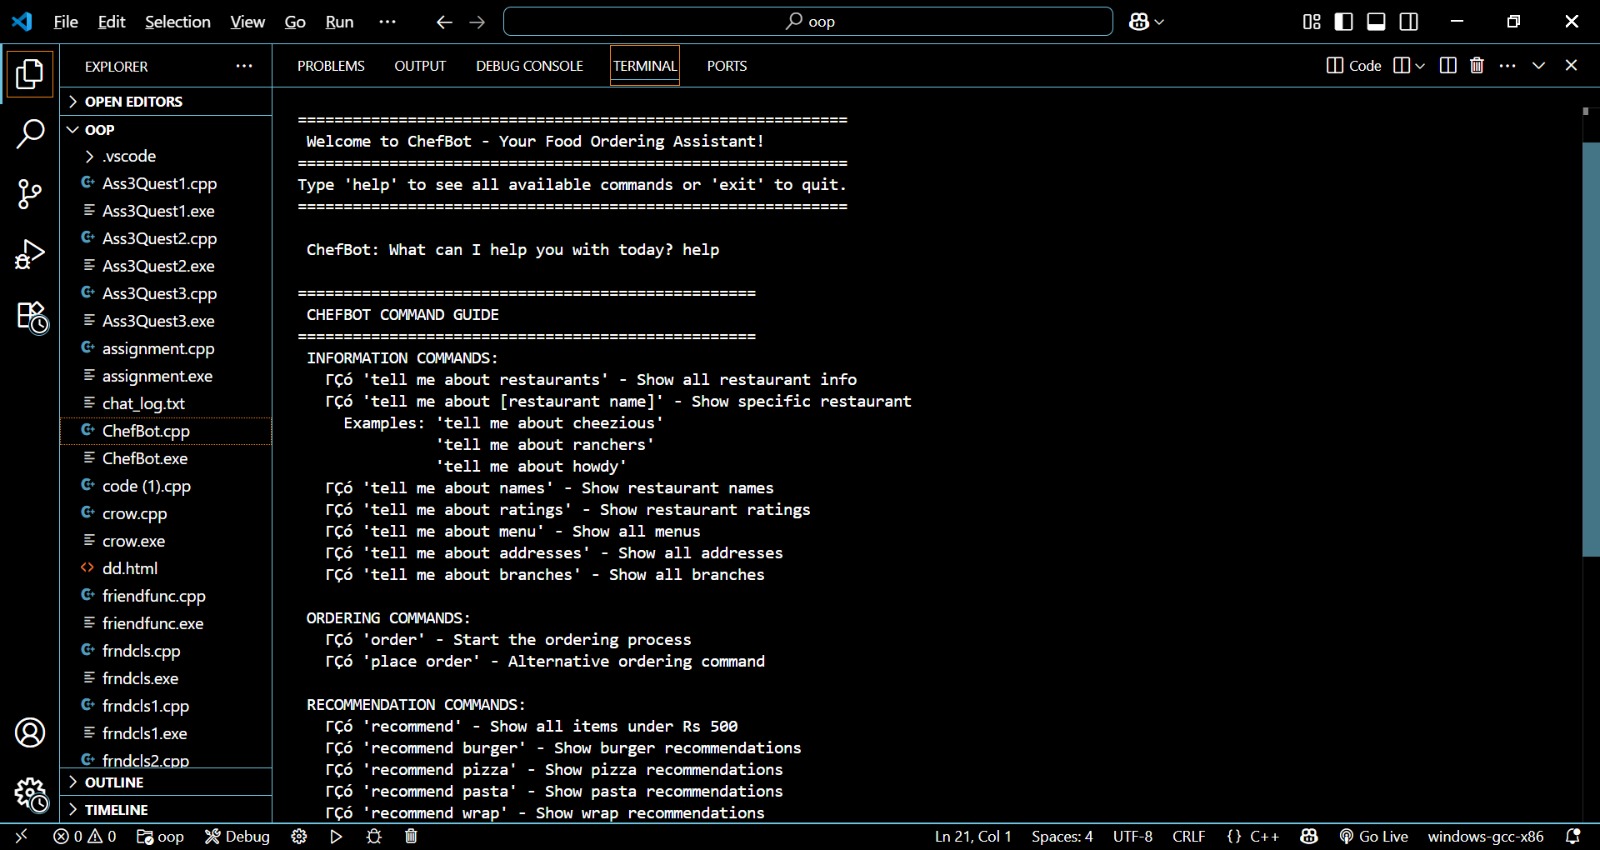 File Edit Selection View Go Run ··· oop
EXPLORER ···
PROBLEMS OUTPUT DEBUG CONSOLE TERMINAL PORTS Code ···
OPEN EDITORS
OOP
.vscode
Ass3Quest1.cpp
Ass3Quest1.exe
Ass3Quest2.cpp
Ass3Quest2.exe
Ass3Quest3.cpp
Ass3Quest3.exe
assignment.cpp
assignment.exe
chat_log.txt
ChefBot.cpp
ChefBot.exe
code (1).cpp
crow.cpp
crow.exe
dd.html
friendfunc.cpp
friendfunc.exe
frndcls.cpp
frndcls.exe
frndcls1.cpp
frndcls1.exe
frndcls2.cpp
OUTLINE
TIMELINE
============================================================
Welcome to ChefBot - Your Food Ordering Assistant!
============================================================
Type 'help' to see all available commands or 'exit' to quit.
============================================================
ChefBot: What can I help you with today? help
==================================================
CHEFBOT COMMAND GUIDE
==================================================
INFORMATION COMMANDS:
ΓÇó 'tell me about restaurants' - Show all restaurant info
ΓÇó 'tell me about [restaurant name]' - Show specific restaurant
Examples: 'tell me about cheezious'
'tell me about ranchers'
'tell me about howdy'
ΓÇó 'tell me about names' - Show restaurant names
ΓÇó 'tell me about ratings' - Show restaurant ratings
ΓÇó 'tell me about menu' - Show all menus
ΓÇó 'tell me about addresses' - Show all addresses
ΓÇó 'tell me about branches' - Show all branches
ORDERING COMMANDS:
ΓÇó 'order' - Start the ordering process
ΓÇó 'place order' - Alternative ordering command
RECOMMENDATION COMMANDS:
ΓÇó 'recommend' - Show all items under Rs 500
ΓÇó 'recommend burger' - Show burger recommendations
ΓÇó 'recommend pizza' - Show pizza recommendations
ΓÇó 'recommend pasta' - Show pasta recommendations
ΓÇó 'recommend wrap' - Show wrap recommendations
0 0 oop Debug Ln 21, Col 1 Spaces: 4 UTF-8 CRLF {} C++ Go Live windows-gcc-x86